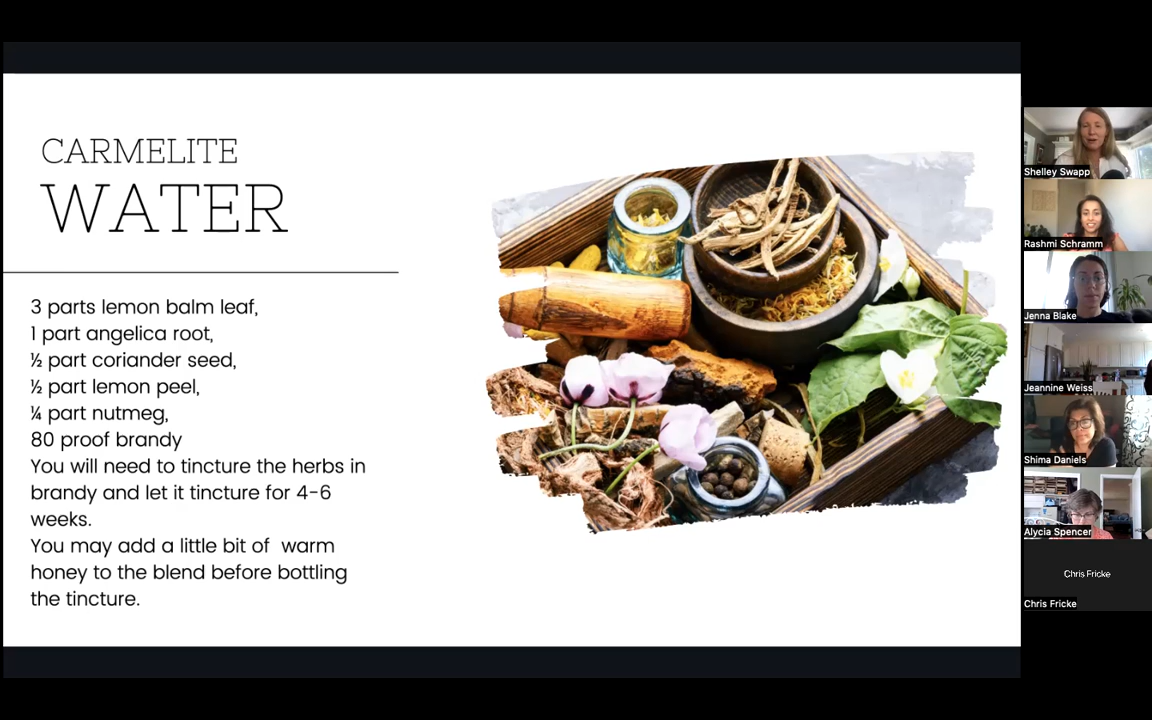 CARMELITE
WATER
3 parts lemon balm leaf,
1 part angelica root,
½ part coriander seed,
½ part lemon peel,
¼ part nutmeg,
80 proof brandy
You will need to tincture the herbs in
brandy and let it tincture for 4-6
weeks.
You may add a little bit of  warm
honey to the blend before bottling
the tincture.
Shelley Swapp
Rashmi Schramm
Jenna Blake
Jeannine Weiss
Shima Daniels
Alycia Spencer
Chris Fricke
Chris Fricke